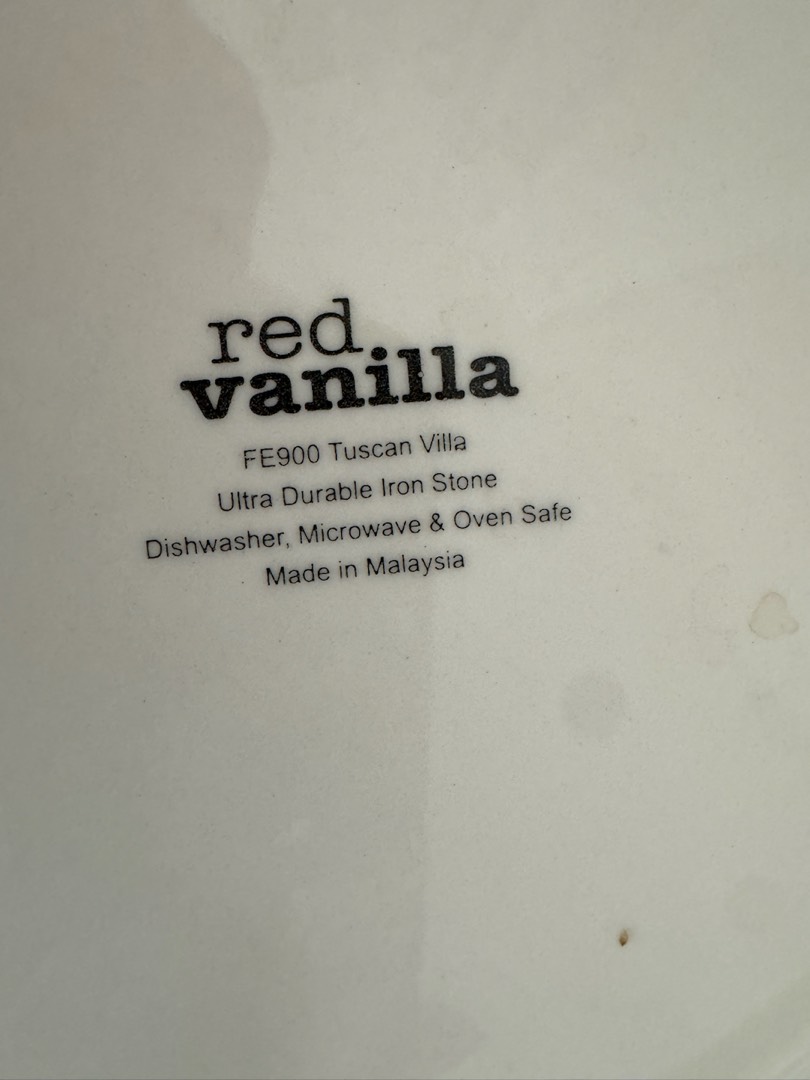 red
vanilla
FE900 Tuscan Villa
Ultra Durable Iron Stone
Dishwasher, Microwave & Oven Safe
Made in Malaysia